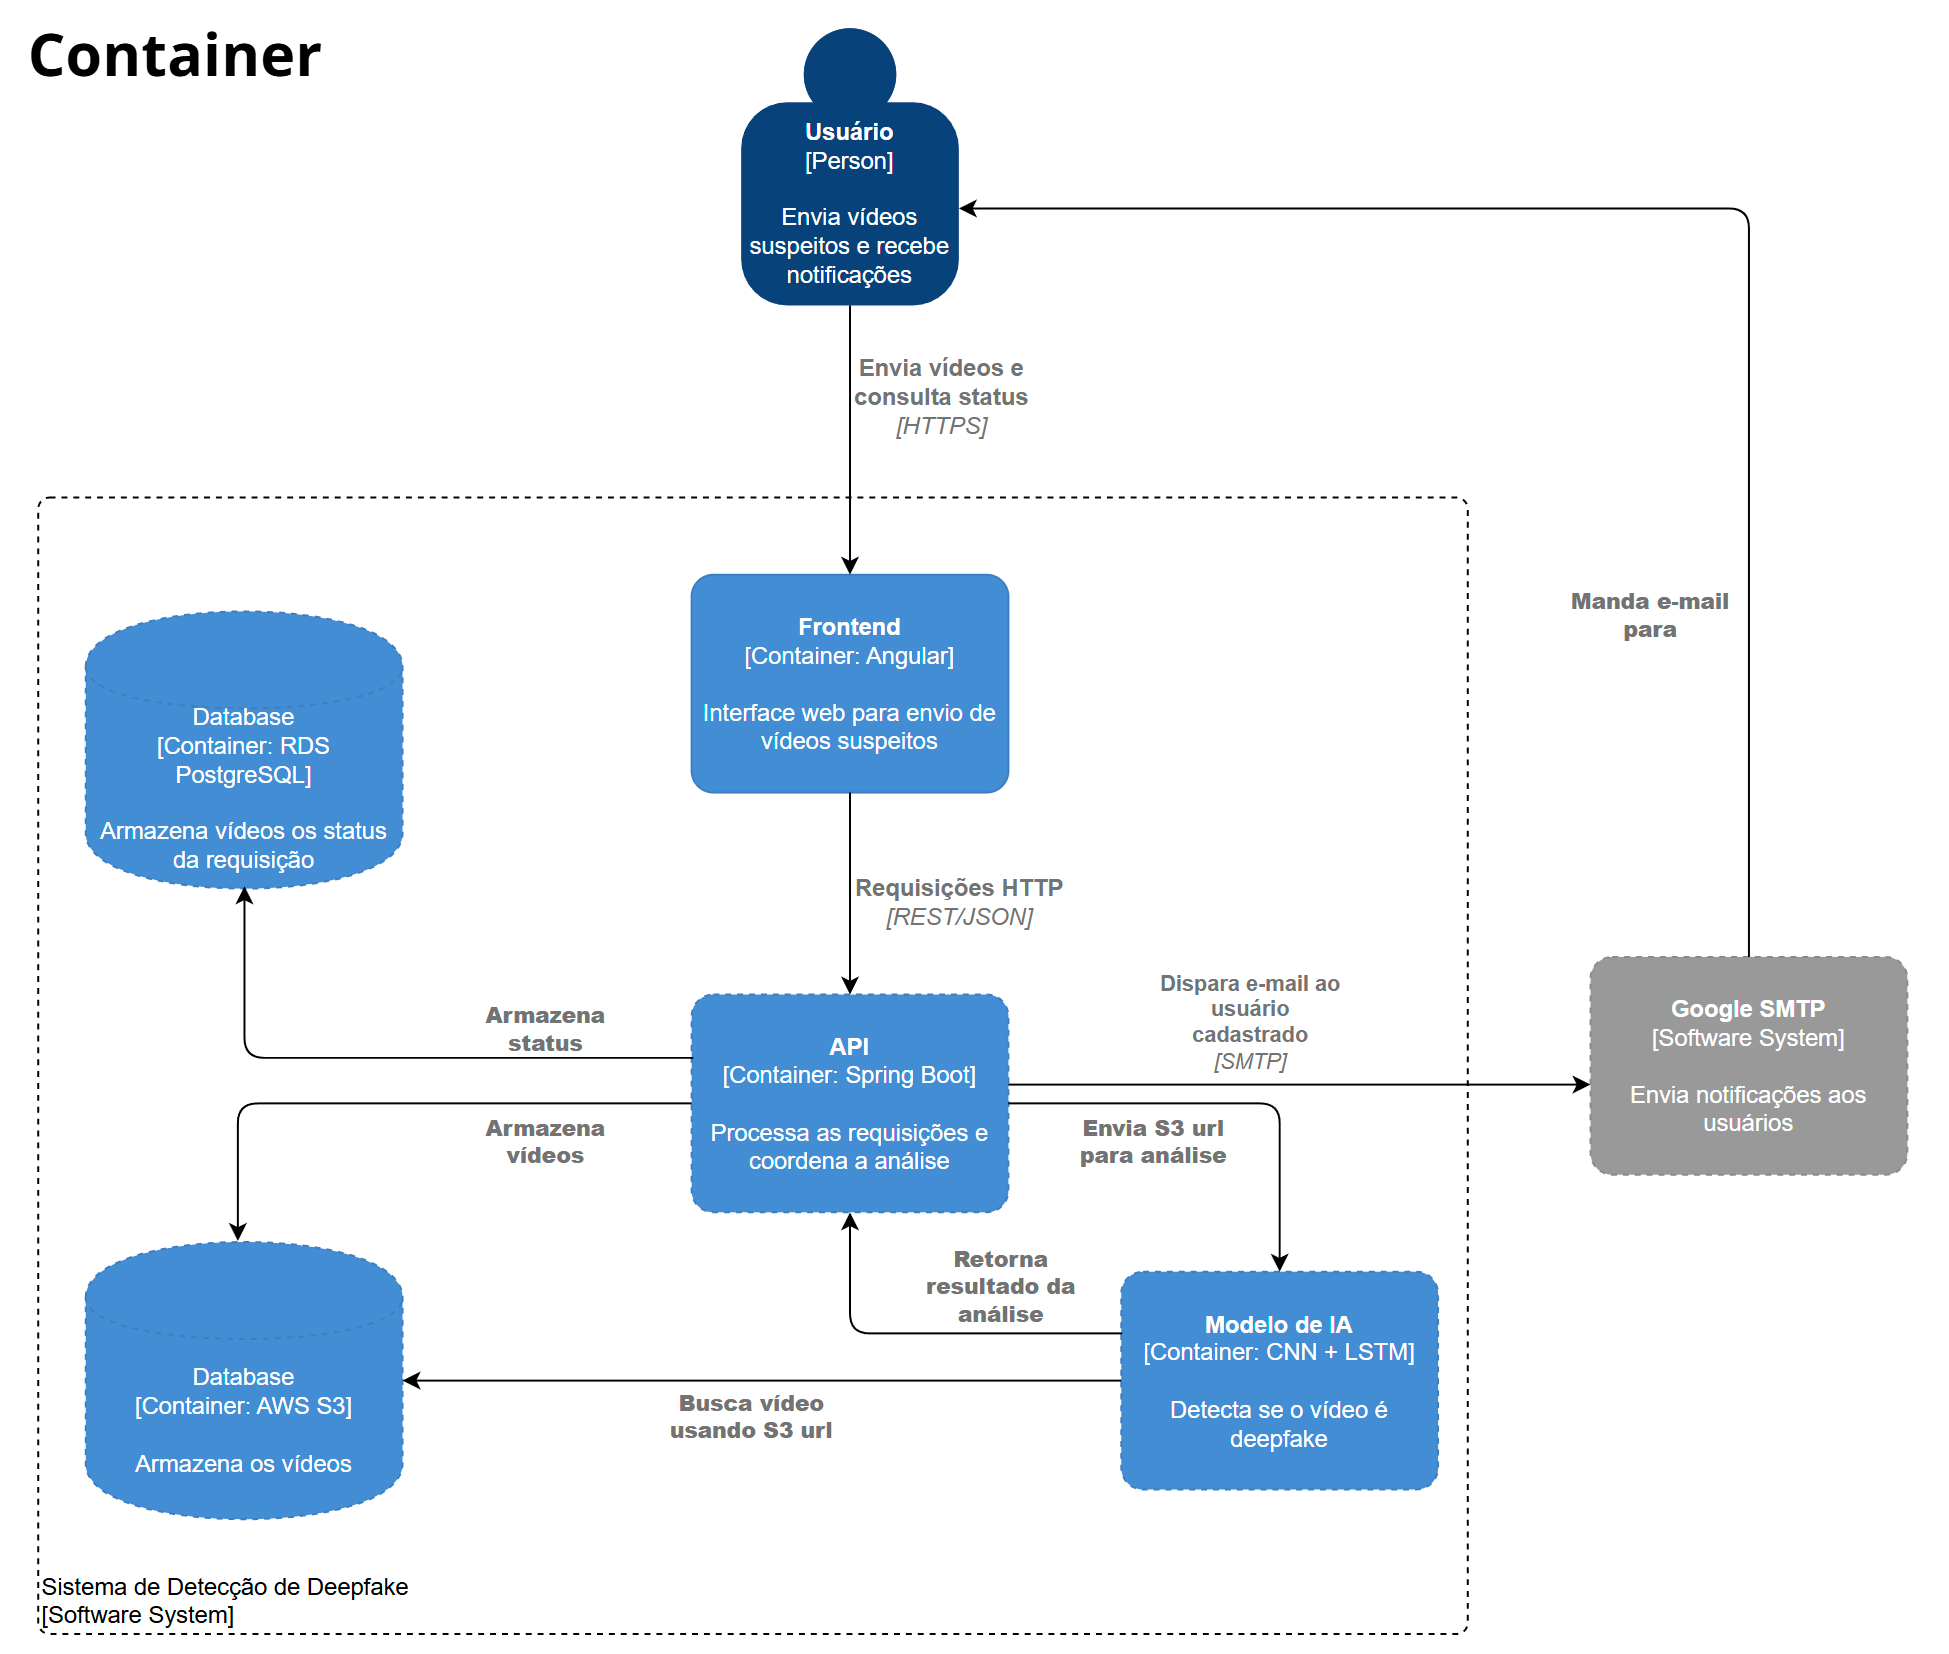 Container
Usuário
[Person]
Envia vídeos
suspeitos e recebe
notificações
Envia vídeos e
consulta status
[HTTPS]
Manda e-mail
para
Frontend
[Container: Angular]
Interface web para envio de
vídeos suspeitos
Database
[Container: RDS
PostgreSQL]
Armazena vídeos os status
da requisição
Requisições HTTP
[REST/JSON]
Armazena
status
API
[Container: Spring Boot]
Processa as requisições e
coordena a análise
Dispara e-mail ao
usuário
cadastrado
[SMTP]
Google SMTP
[Software System]
Envia notificações aos
usuários
Armazena
vídeos
Envia S3 url
para análise
Retorna
resultado da
análise
Modelo de IA
[Container: CNN + LSTM]
Detecta se o vídeo é
deepfake
Database
[Container: AWS S3]
Armazena os vídeos
Busca vídeo
usando S3 url
Sistema de Detecção de Deepfake
[Software System]